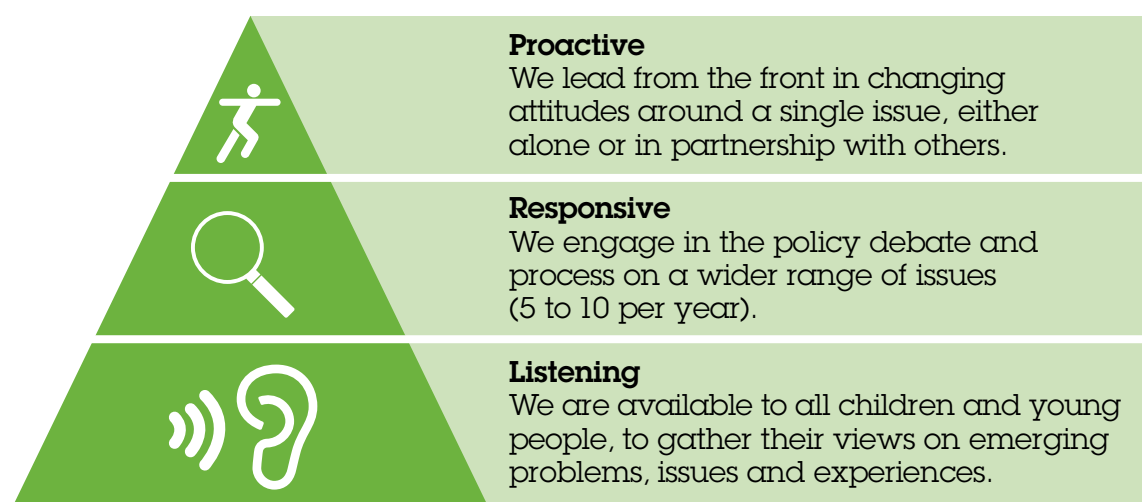 Proactive
We lead from the front in changing
attitudes around a single issue, either
alone or in partnership with others.
Responsive
We engage in the policy debate and
process on a wider range of issues
(5 to 10 per year).
Listening
We are available to all children and young
people, to gather their views on emerging
problems, issues and experiences.